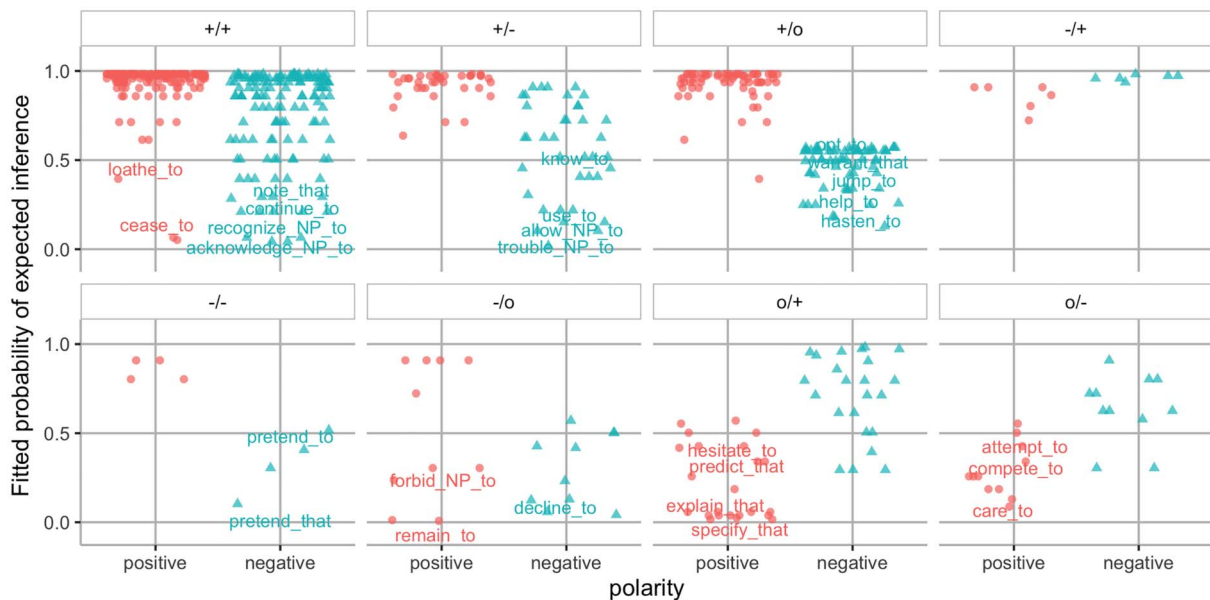 +/+
+/-
+/o
-/+
Fitted probability of expected inference
1.0
0.5
0.0
loathe_to
cease_to
note_that
continue_to
recognize_NP_to
acknowledge_NP_to
know_to
use_to
allow_NP_to
trouble_NP_to
opt_to
warrant_that
jump_to
help_to
hasten_to
-/-
-/o
o/+
o/-
1.0
0.5
0.0
pretend_to
pretend_that
forbid_NP_to
remain_to
decline_to
hesitate_to
predict_that
explain_that
specify_that
attempt_to
compete_to
care_to
positive negative positive negative positive negative positive negative
polarity